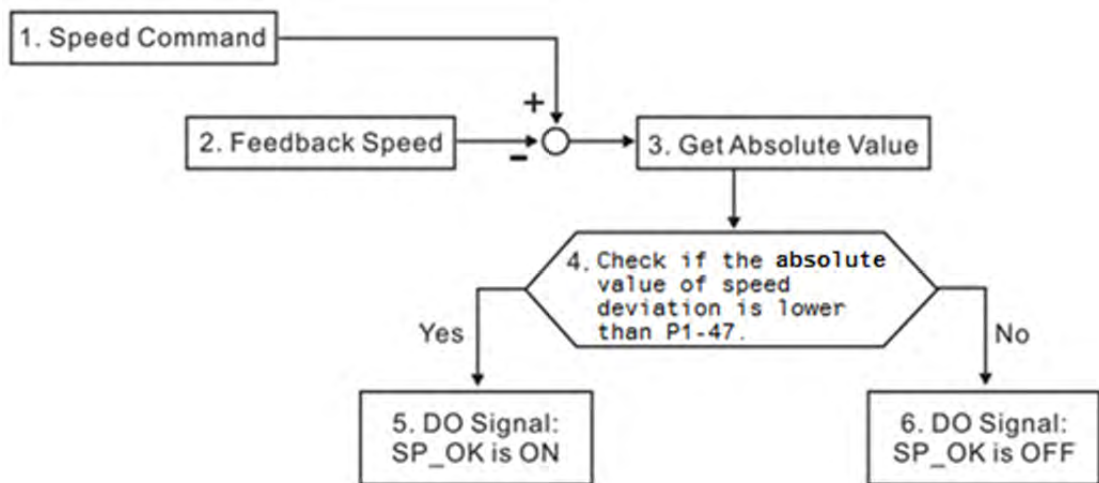 1. Speed Command
+
2. Feedback Speed
-
3. Get Absolute Value
4. Check if the absolute
value of speed
deviation is lower
than P1-47.
Yes
No
5. DO Signal:
SP_OK is ON
6. DO Signal:
SP_OK is OFF